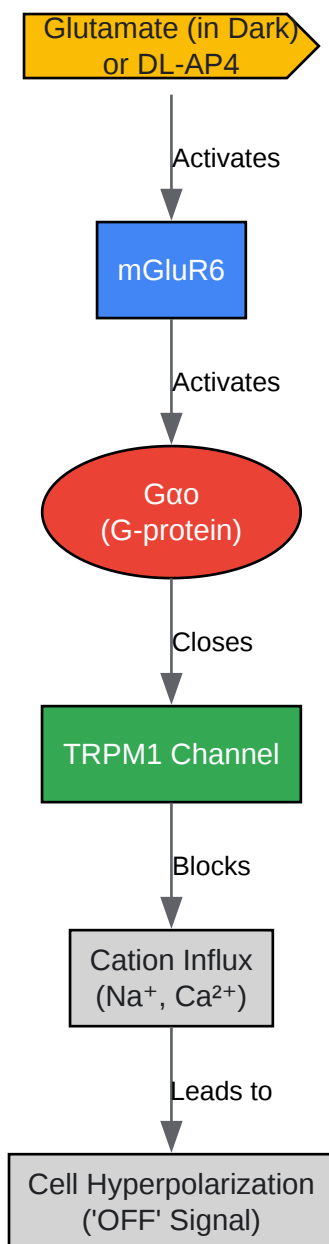 Glutamate (in Dark)
or DL-AP4
Activates
mGluR6
Activates
Gαo
(G-protein)
Closes
TRPM1 Channel
Blocks
Cation Influx
(Na⁺, Ca²⁺)
Leads to
Cell Hyperpolarization
('OFF' Signal)